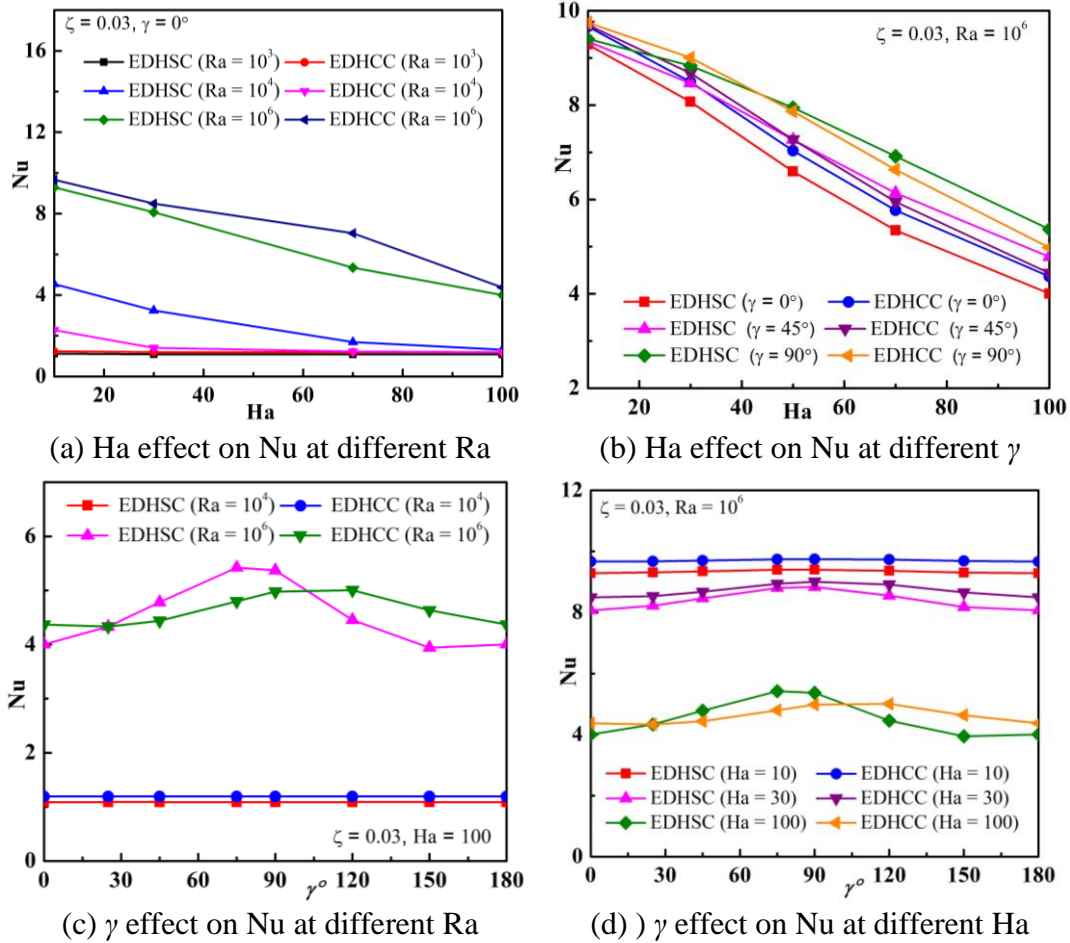 ζ = 0.03, γ = 0°
EDHSC (Ra = 10³) EDHCC (Ra = 10³)
EDHSC (Ra = 10⁴) EDHCC (Ra = 10⁴)
EDHSC (Ra = 10⁶) EDHCC (Ra = 10⁶)
16
12
8
4
0
Nu
20 40 60 80 100
Ha
(a) Ha effect on Nu at different Ra
ζ = 0.03, Ra = 10⁶
10
8
6
4
2
Nu
EDHSC (γ = 0°) EDHCC (γ = 0°)
EDHSC (γ = 45°) EDHCC (γ = 45°)
EDHSC (γ = 90°) EDHCC (γ = 90°)
20 40 60 80 100
Ha
(b) Ha effect on Nu at different γ
EDHSC (Ra = 10⁴) EDHCC (Ra = 10⁴)
EDHSC (Ra = 10⁶) EDHCC (Ra = 10⁶)
6
4
2
0
Nu
ζ = 0.03, Ha = 100
0 30 60 90 120 150 180
γ°
(c) γ effect on Nu at different Ra
ζ = 0.03, Ra = 10⁶
12
8
4
0
Nu
EDHSC (Ha = 10) EDHCC (Ha = 10)
EDHSC (Ha = 30) EDHCC (Ha = 30)
EDHSC (Ha = 100) EDHCC (Ha = 100)
0 30 60 90 120 150 180
γ°
(d) ) γ effect on Nu at different Ha